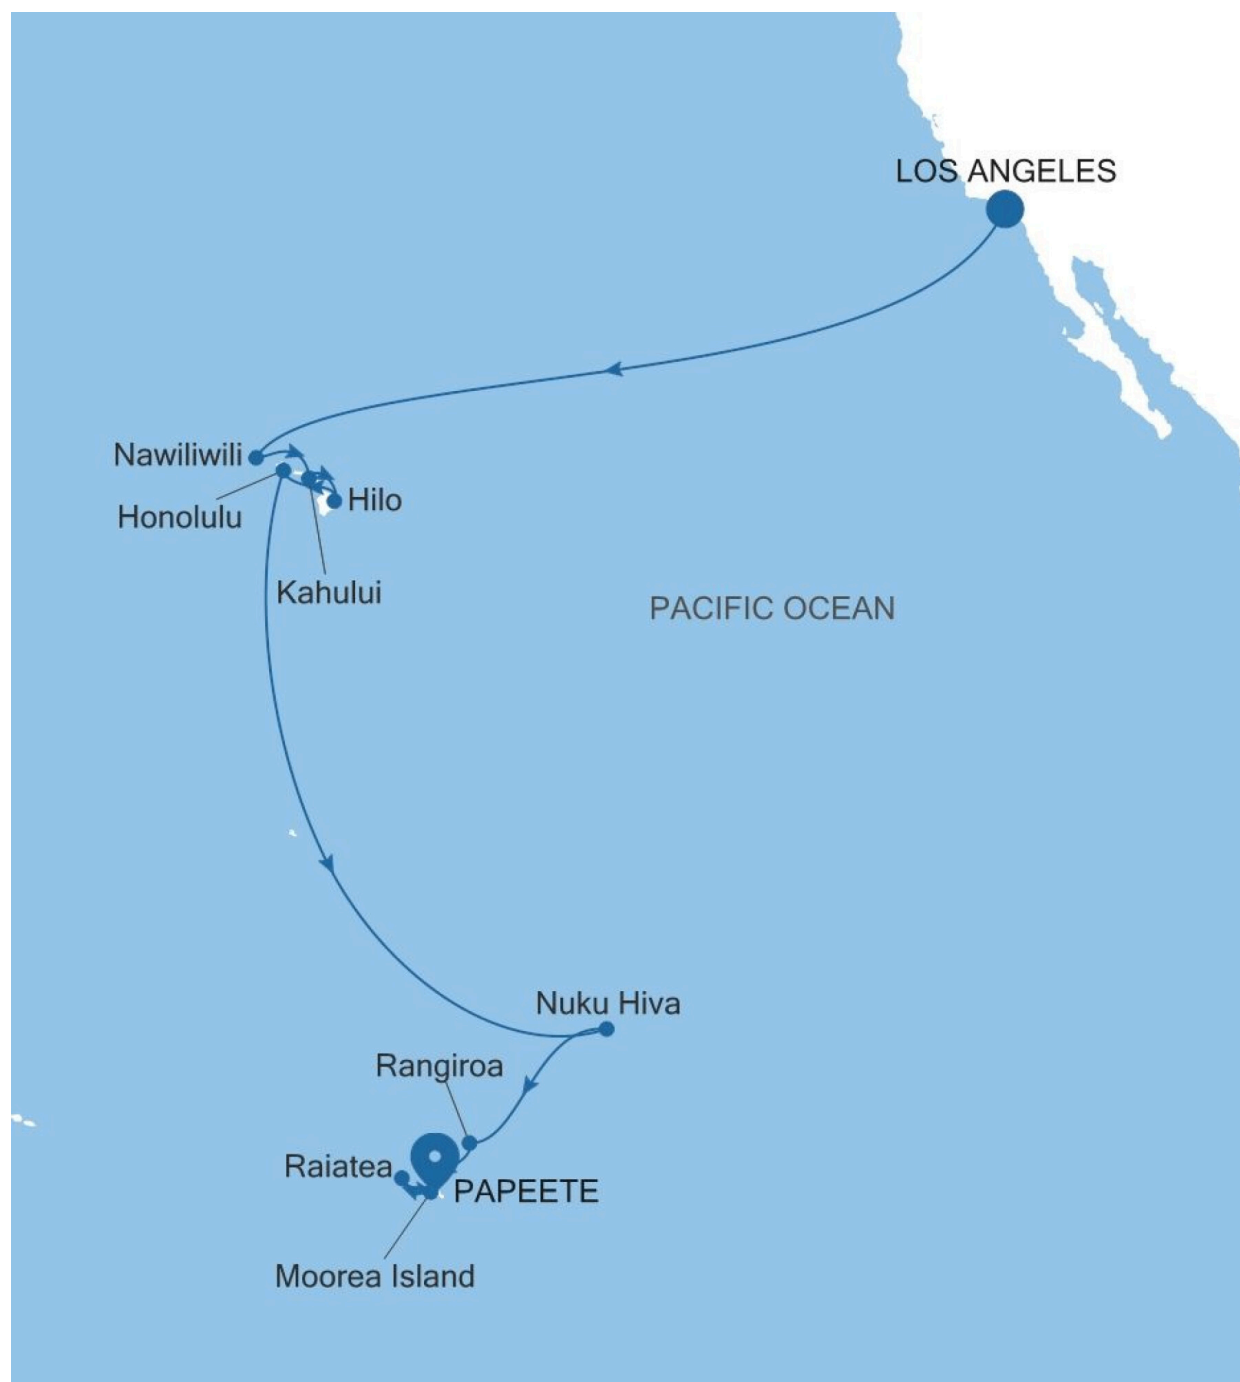 LOS ANGELES
Nawiliwili
Hilo
Honolulu
Kahului
PACIFIC OCEAN
Nuku Hiva
Rangiroa
Raiatea
PAPEETE
Moorea Island